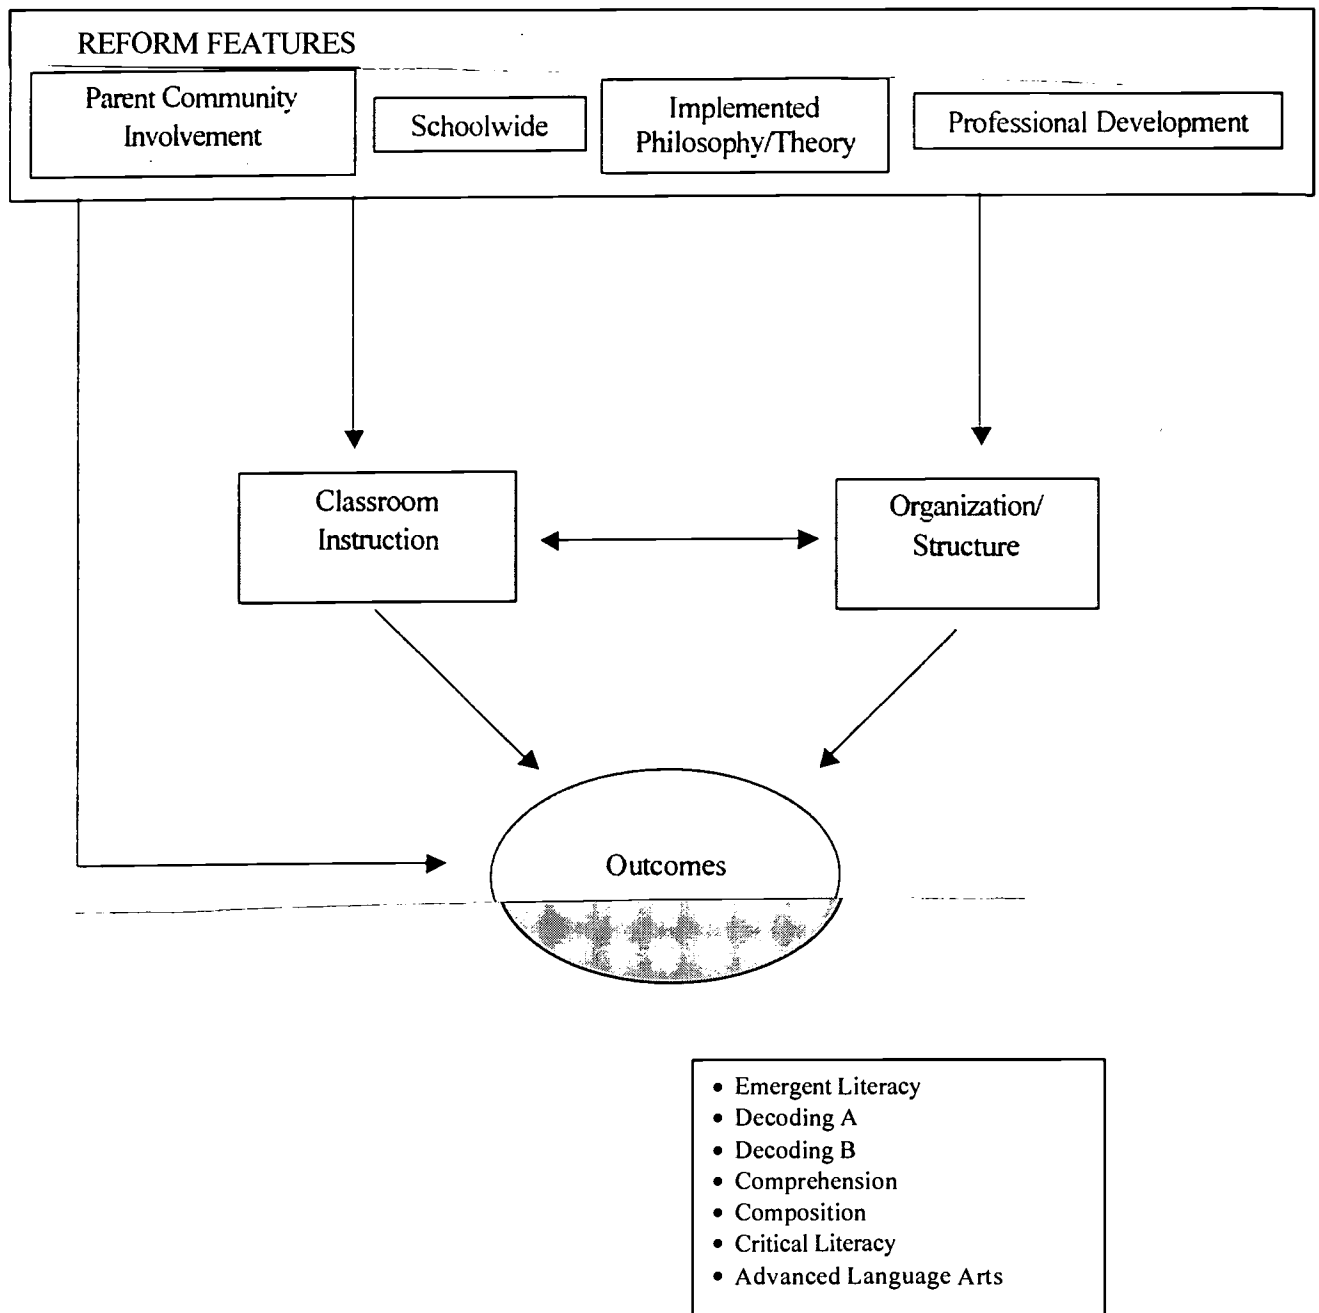 REFORM FEATURES
Parent Community
Involvement
Schoolwide
Implemented
Philosophy/Theory
Professional Development
Classroom
Instruction
Organization/
Structure
Outcomes
• Emergent Literacy
• Decoding A
• Decoding B
• Comprehension
• Composition
• Critical Literacy
• Advanced Language Arts